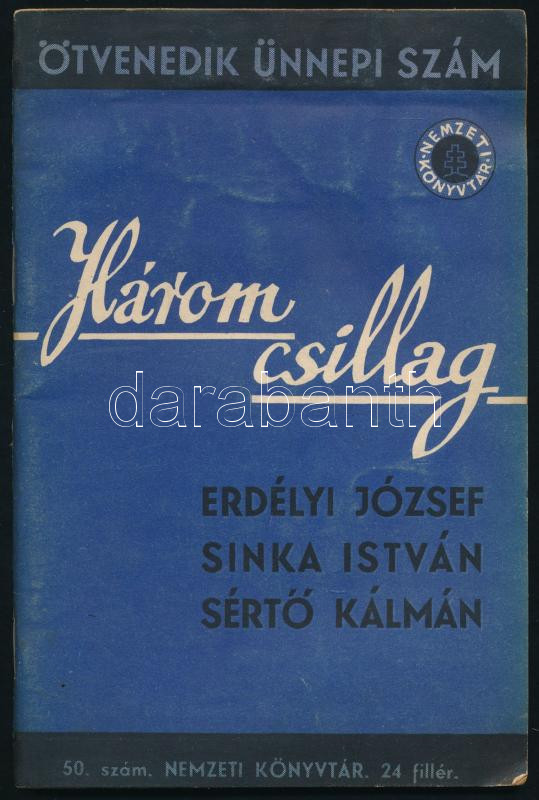 ÖTVENEDIK ÜNNEPI SZÁM
NEMZETI
KÖNYVTÁR
Három
csillag
darabanth
ERDÉLYI JÓZSEF
SINKA ISTVÁN
SÉRTŐ KÁLMÁN
50. szám. NEMZETI KÖNYVTÁR. 24 fillér.